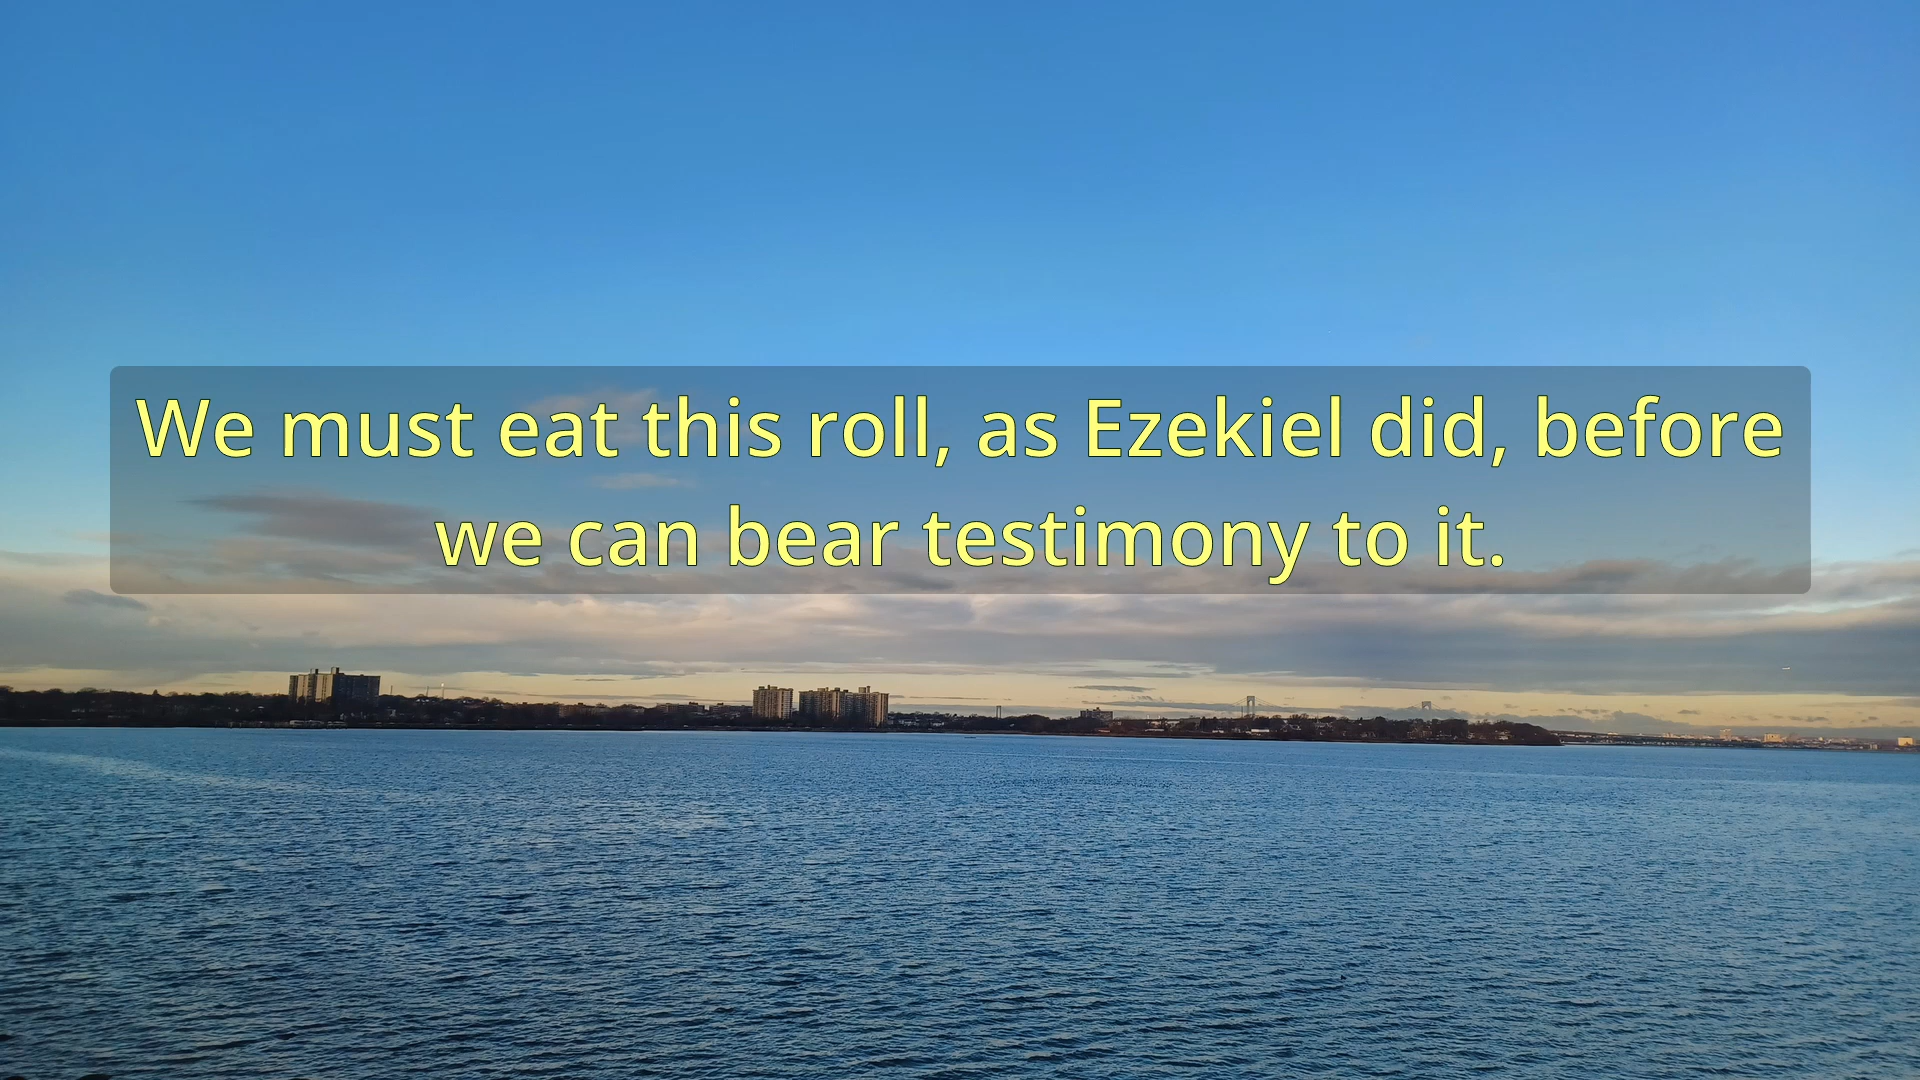 We must eat this roll, as Ezekiel did, before
we can bear testimony to it.